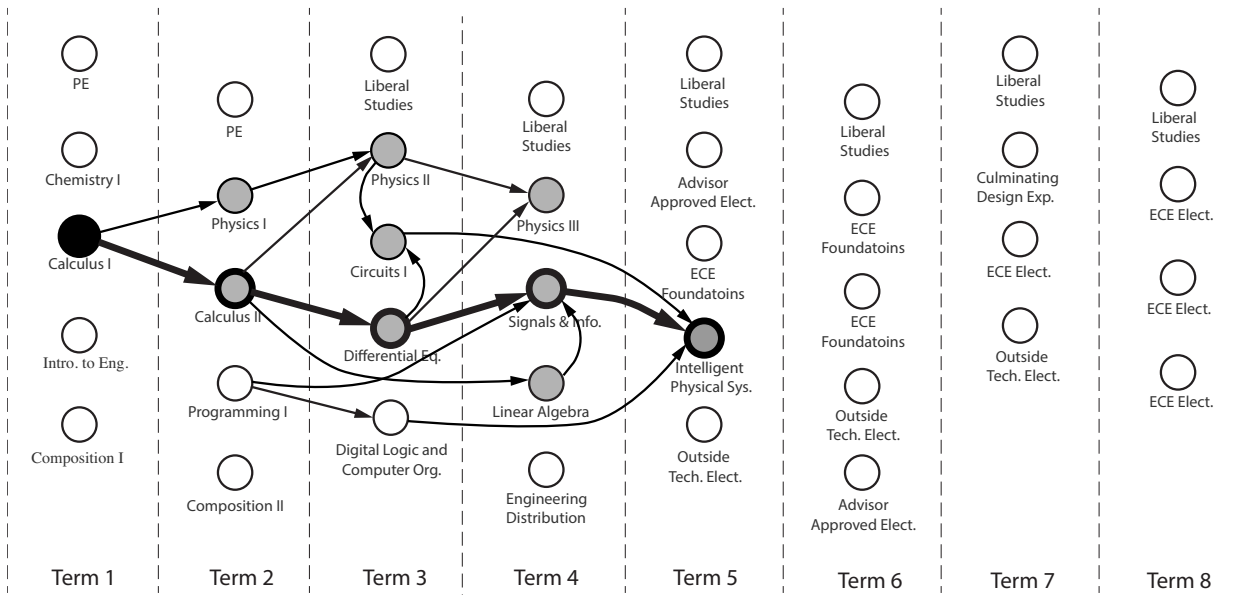 PE
Chemistry I
Calculus I
Intro. to Eng.
Composition I
Term 1
PE
Physics I
Calculus II
Programming I
Composition II
Term 2
Liberal
Studies
Physics II
Circuits I
Differential Eq.
Digital Logic and
Computer Org.
Term 3
Liberal
Studies
Physics III
Signals & Info.
Linear Algebra
Engineering
Distribution
Term 4
Liberal
Studies
Advisor
Approved Elect.
ECE
Foundatoins
Intelligent
Physical Sys.
Outside
Tech. Elect.
Term 5
Liberal
Studies
ECE
Foundatoins
ECE
Foundatoins
Outside
Tech. Elect.
Advisor
Approved Elect.
Term 6
Liberal
Studies
Culminating
Design Exp.
ECE Elect.
Outside
Tech. Elect.
Term 7
Liberal
Studies
ECE Elect.
ECE Elect.
ECE Elect.
Term 8